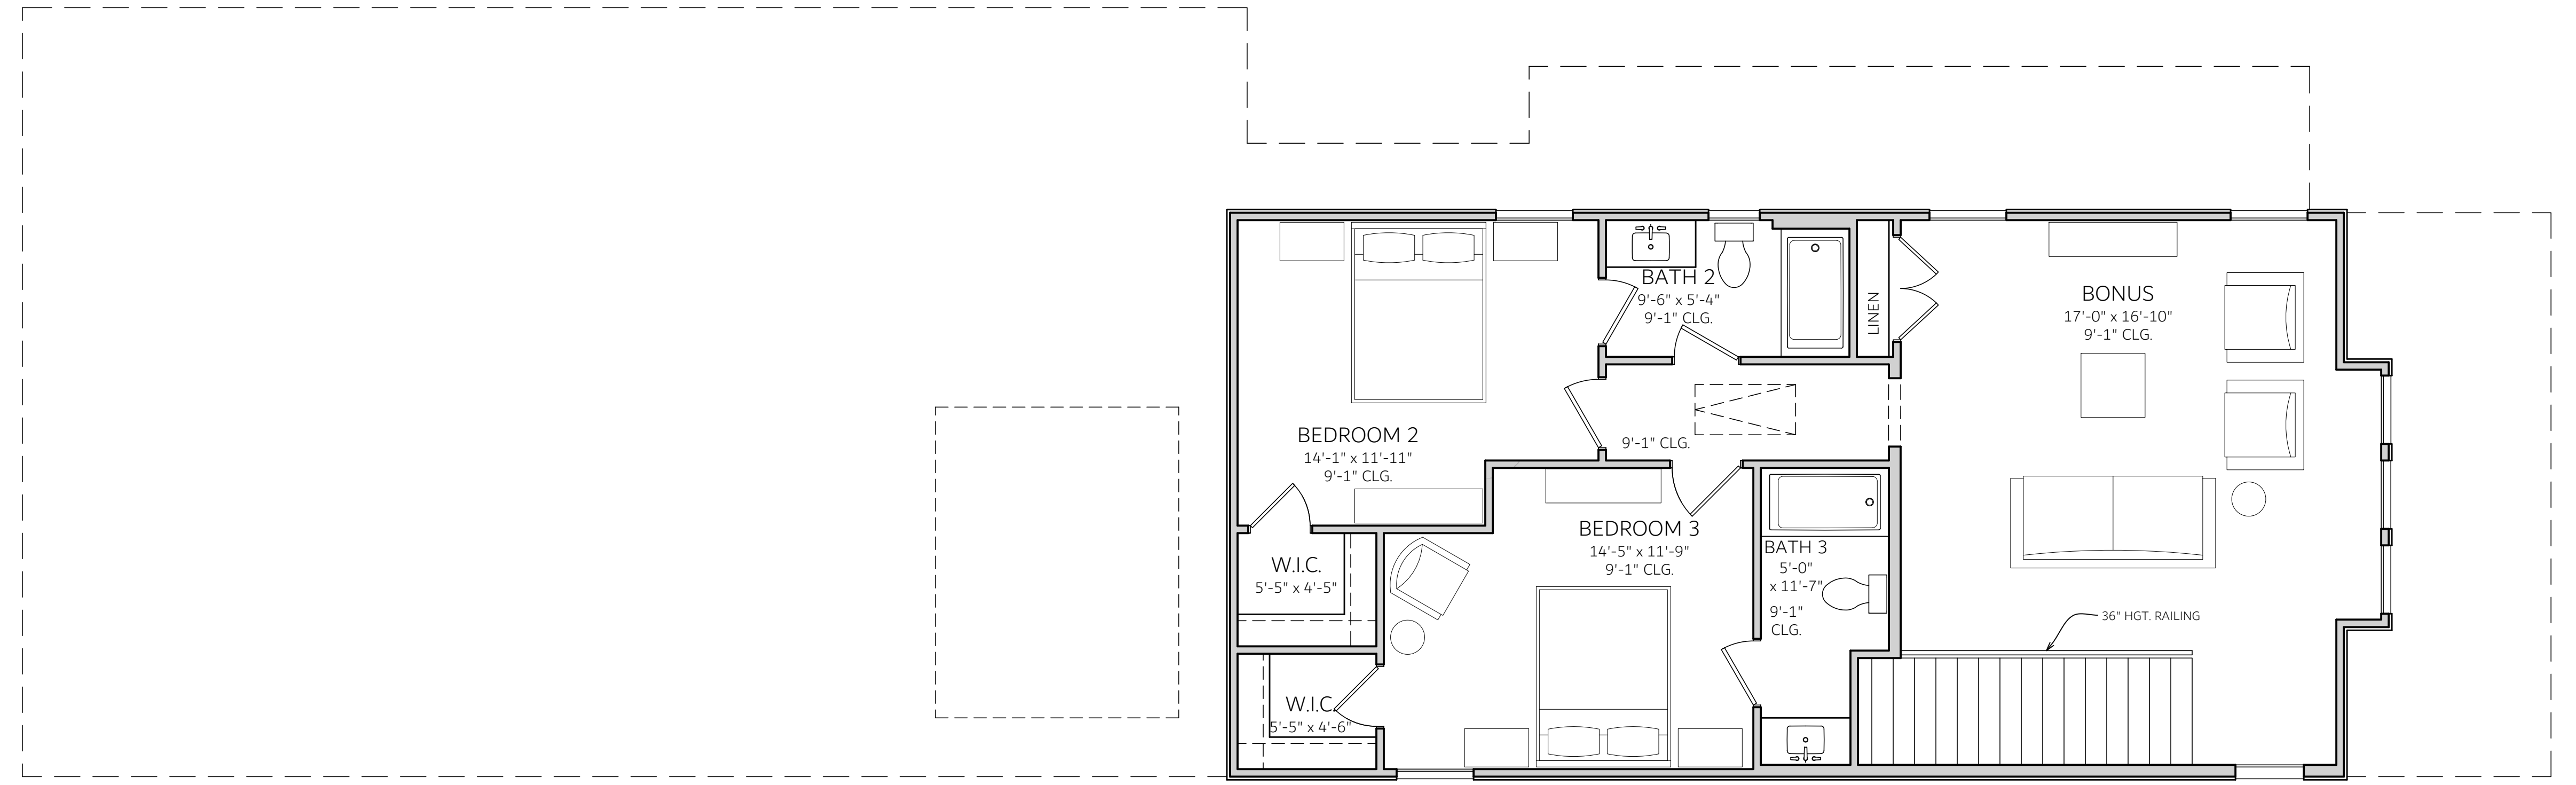 BATH 2
9'-6" x 5'-4"
9'-1" CLG.
LINEN
BONUS
17'-0" x 16'-10"
9'-1" CLG.
BEDROOM 2
14'-1" x 11'-11"
9'-1" CLG.
9'-1" CLG.
BEDROOM 3
14'-5" x 11'-9"
9'-1" CLG.
BATH 3
5'-0"
x 11'-7"
9'-1"
CLG.
W.I.C.
5'-5" x 4'-5"
36" HGT. RAILING
W.I.C.
5'-5" x 4'-6"